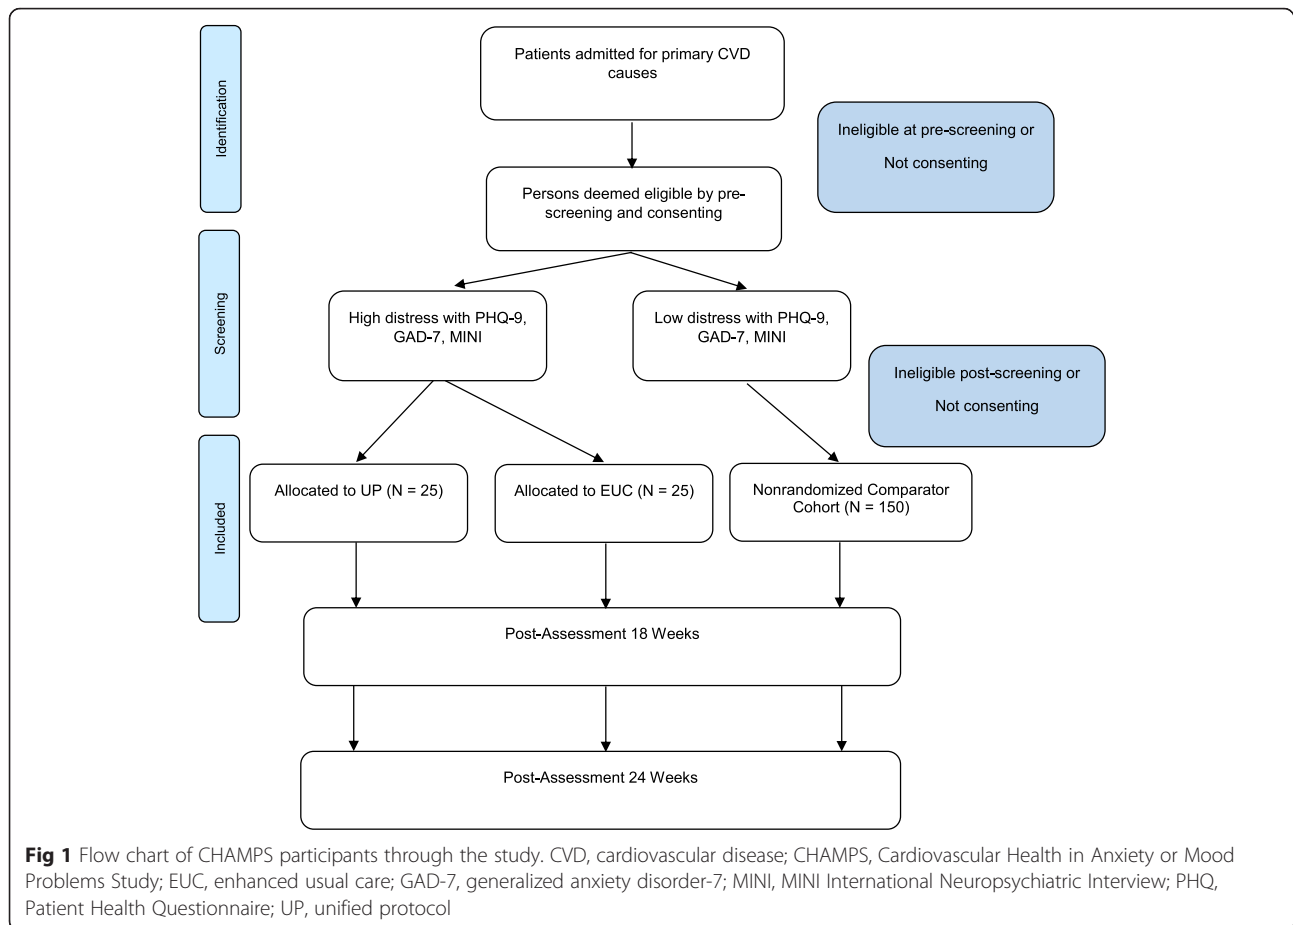 Identification
Patients admitted for primary CVD
causes
Ineligible at pre-screening or
Not consenting
Persons deemed eligible by pre-
screening and consenting
Screening
High distress with PHQ-9,
GAD-7, MINI
Low distress with PHQ-9,
GAD-7, MINI
Ineligible post-screening or
Not consenting
Included
Allocated to UP (N = 25)
Allocated to EUC (N = 25)
Nonrandomized Comparator
Cohort (N = 150)
Post-Assessment 18 Weeks
Post-Assessment 24 Weeks
Fig 1 Flow chart of CHAMPS participants through the study. CVD, cardiovascular disease; CHAMPS, Cardiovascular Health in Anxiety or Mood
Problems Study; EUC, enhanced usual care; GAD-7, generalized anxiety disorder-7; MINI, MINI International Neuropsychiatric Interview; PHQ,
Patient Health Questionnaire; UP, unified protocol